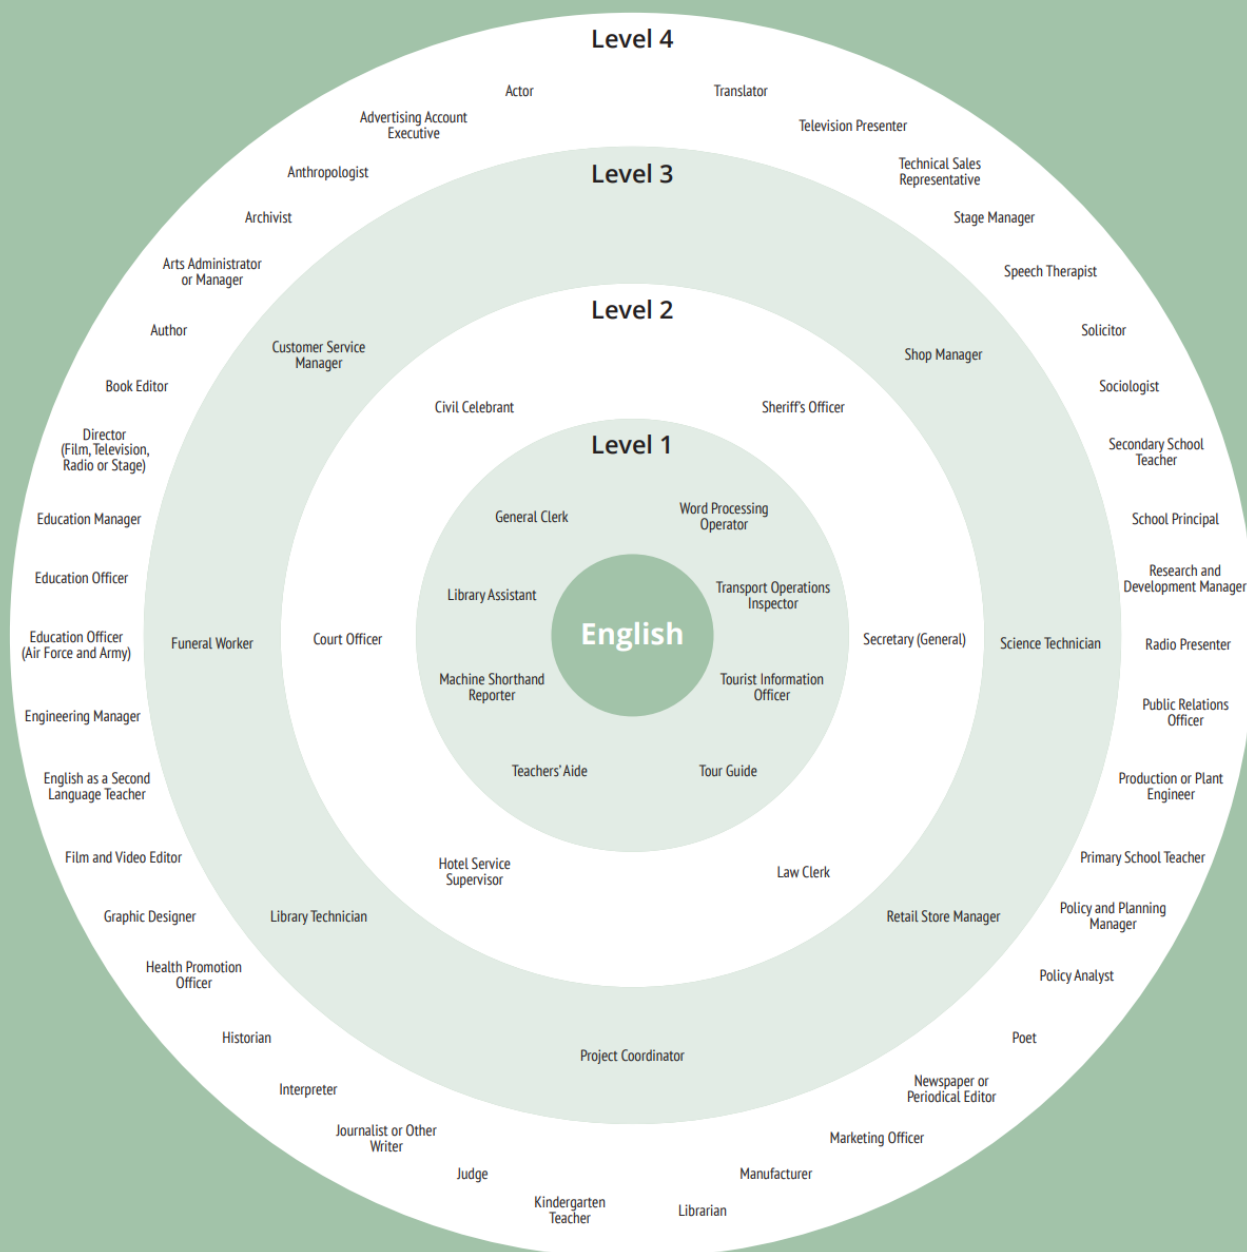 Level 4
Actor
Translator
Advertising Account
Executive
Television Presenter
Anthropologist
Technical Sales
Representative
Archivist
Stage Manager
Arts Administrator
or Manager
Speech Therapist
Author
Solicitor
Book Editor
Sociologist
Director
(Film, Television,
Radio or Stage)
Secondary School
Teacher
Education Manager
School Principal
Education Officer
Research and
Development Manager
Education Officer
(Air Force and Army)
Radio Presenter
Engineering Manager
Public Relations
Officer
English as a Second
Language Teacher
Production or Plant
Engineer
Film and Video Editor
Primary School Teacher
Graphic Designer
Policy and Planning
Manager
Health Promotion
Officer
Policy Analyst
Historian
Poet
Interpreter
Newspaper or
Periodical Editor
Journalist or Other
Writer
Marketing Officer
Judge
Manufacturer
Kindergarten
Teacher
Librarian
Level 3
Customer Service
Manager
Shop Manager
Funeral Worker
Science Technician
Library Technician
Retail Store Manager
Project Coordinator
Level 2
Civil Celebrant
Sheriff's Officer
Court Officer
Secretary (General)
Hotel Service
Supervisor
Law Clerk
Level 1
General Clerk
Word Processing
Operator
Library Assistant
Transport Operations
Inspector
Machine Shorthand
Reporter
Tourist Information
Officer
Teachers' Aide
Tour Guide
English